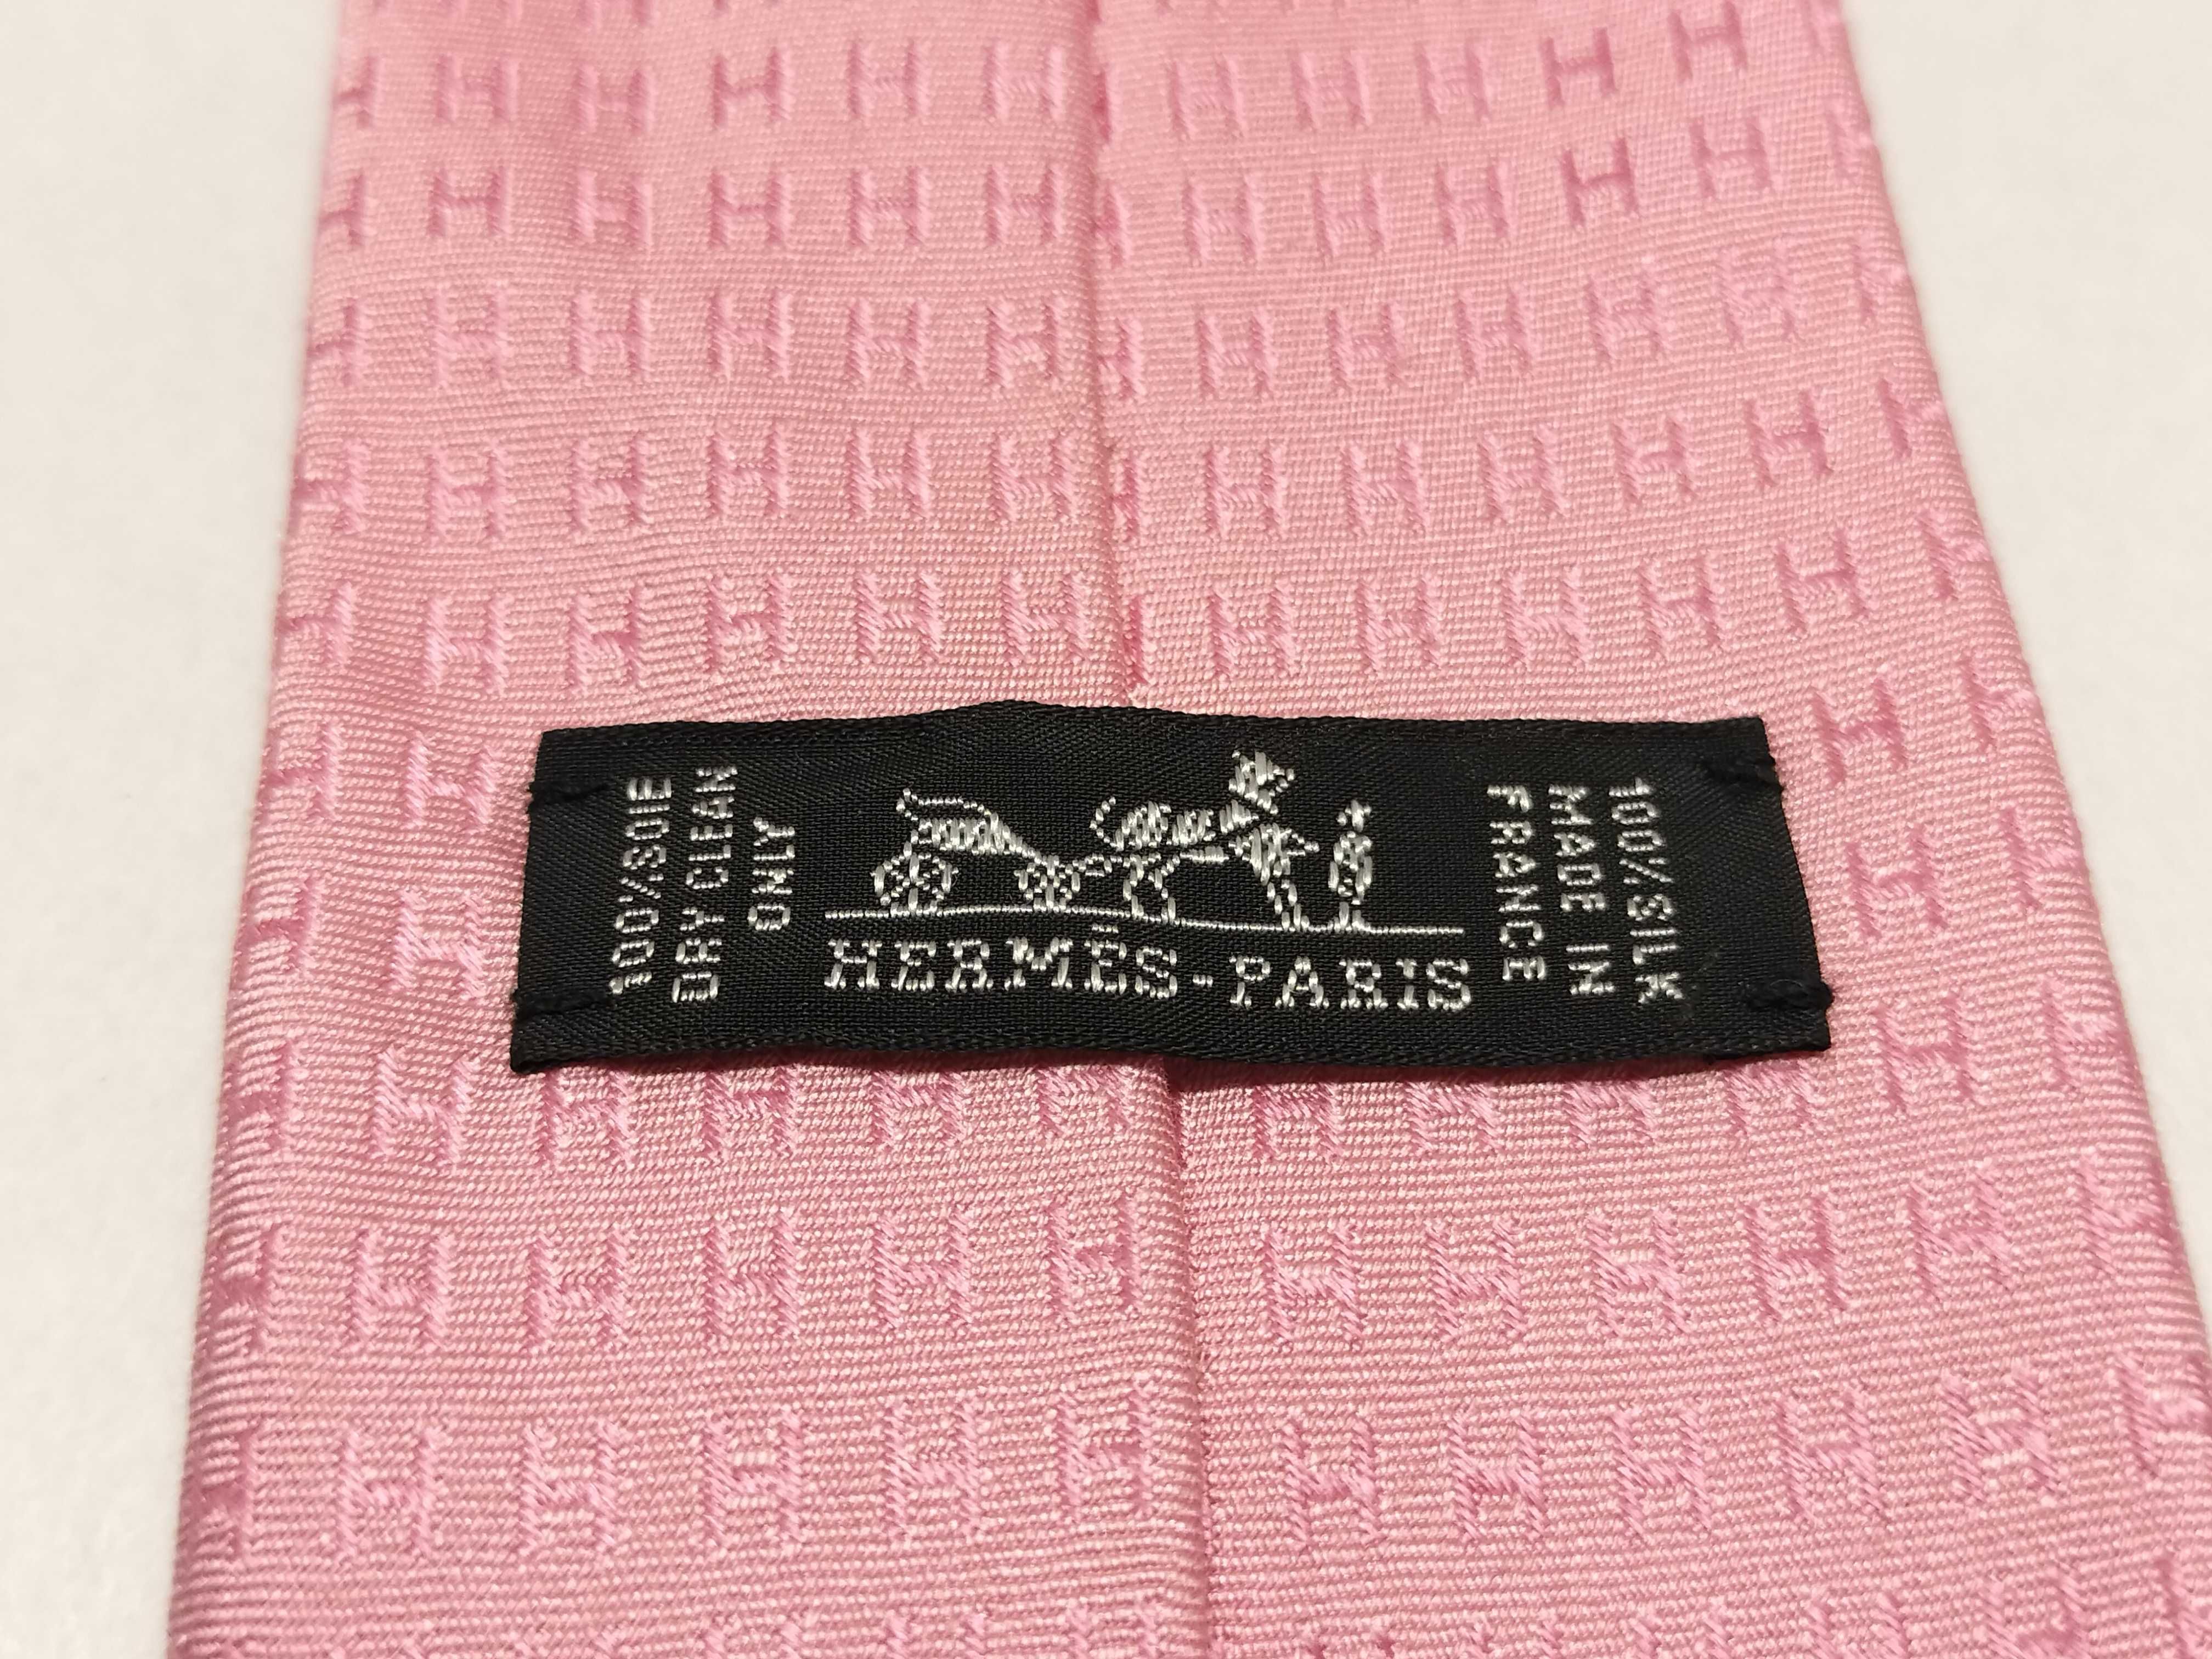 100%SOIE
DRY CLEAN
ONLY
HERMÈS-PARIS
100%SILK
MADE IN
FRANCE